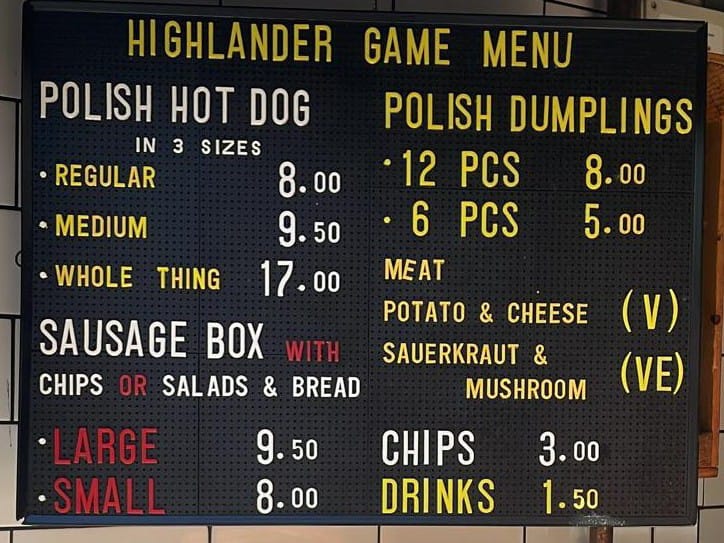 HIGHLANDER GAME MENU
POLISH HOT DOG
IN 3 SIZES
• REGULAR 8.00
• MEDIUM 9.50
• WHOLE THING 17.00
SAUSAGE BOX WITH
CHIPS OR SALADS & BREAD
• LARGE 9.50
• SMALL 8.00
POLISH DUMPLINGS
• 12 PCS 8.00
• 6 PCS 5.00
MEAT
POTATO & CHEESE (V)
SAUERKRAUT &
MUSHROOM (VE)
CHIPS 3.00
DRINKS 1.50